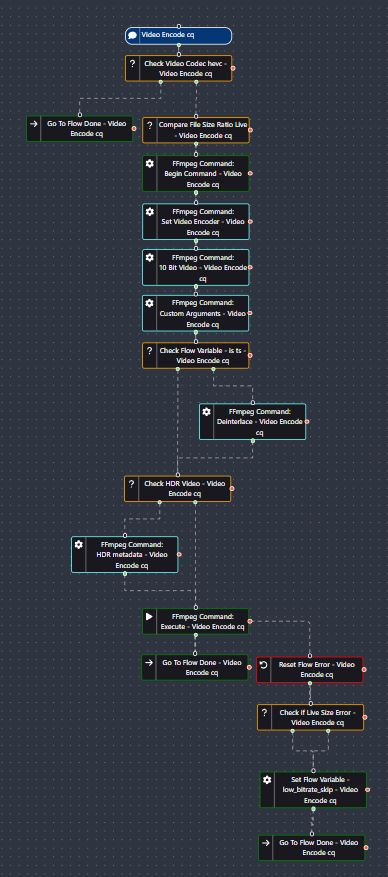 Video Encode cq
Check Video Codec hevc -
Video Encode cq
Go To Flow Done - Video
Encode cq
Compare File Size Ratio Live
- Video Encode cq
FFmpeg Command:
Begin Command - Video
Encode cq
FFmpeg Command:
Set Video Encoder - Video
Encode cq
FFmpeg Command:
10 Bit Video - Video Encode
cq
FFmpeg Command:
Custom Arguments - Video
Encode cq
Check Flow Variable - is ts -
Video Encode cq
FFmpeg Command:
Deinterlace - Video Encode
cq
Check HDR Video - Video
Encode cq
FFmpeg Command:
HDR metadata - Video
Encode cq
FFmpeg Command:
Execute - Video Encode cq
Go To Flow Done - Video
Encode cq
Reset Flow Error - Video
Encode cq
Check If Live Size Error -
Video Encode cq
Set Flow Variable -
low_bitrate_skip - Video
Encode cq
Go To Flow Done - Video
Encode cq